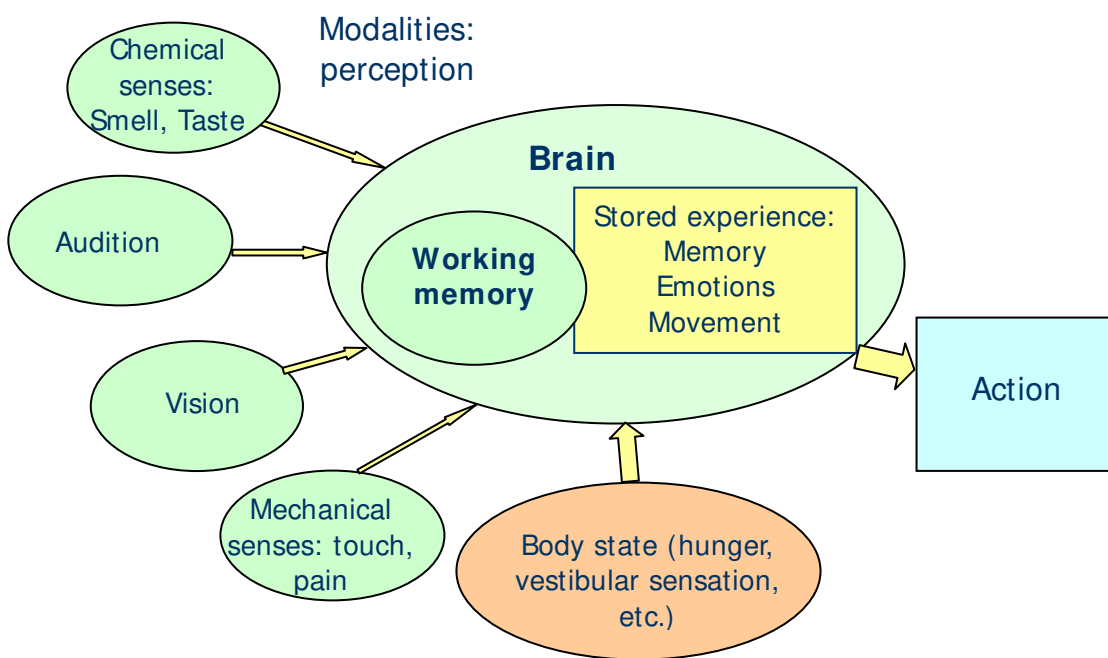 Modalities:
perception
Chemical
senses:
Smell, Taste
Brain
Stored experience:
Memory
Emotions
Movement
Audition
Working
memory
Action
Vision
Mechanical
senses: touch,
pain
Body state (hunger,
vestibular sensation,
etc.)